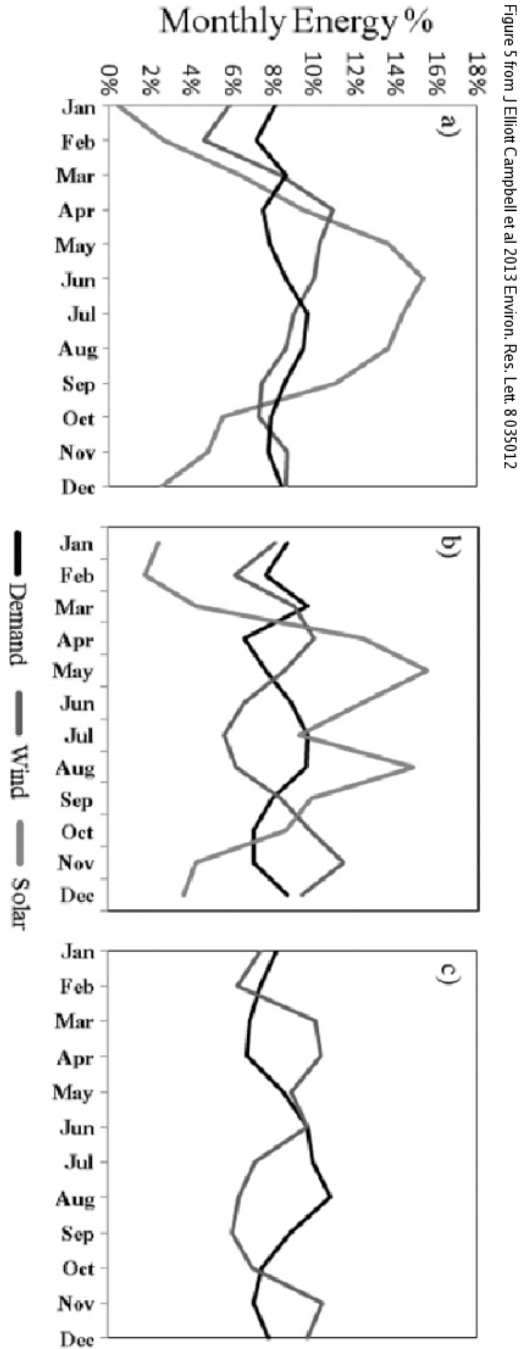 Figure 5 from J Elliott Campbell et al 2013 Environ. Res. Lett. 8 035012
Monthly Energy %
0%
2%
4%
6%
8%
10%
12%
14%
16%
18%
a)
Jan
Feb
Mar
Apr
May
Jun
Jul
Aug
Sep
Oct
Nov
Dec
b)
Jan
Feb
Mar
Apr
May
Jun
Jul
Aug
Sep
Oct
Nov
Dec
c)
Jan
Feb
Mar
Apr
May
Jun
Jul
Aug
Sep
Oct
Nov
Dec
Demand Wind Solar